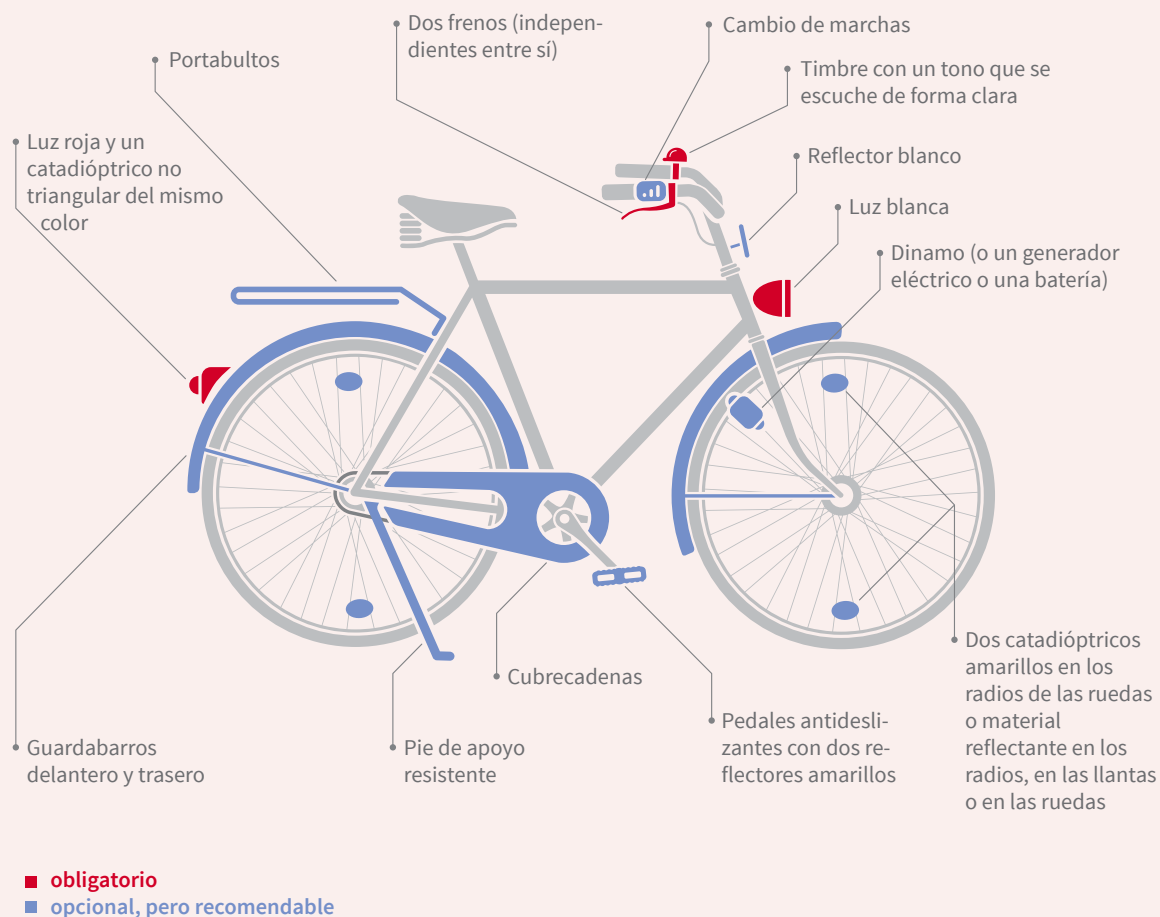 Dos frenos (indepen-
dientes entre sí)
Cambio de marchas
Portabultos
Timbre con un tono que se
escuche de forma clara
Luz roja y un
catadióptrico no
triangular del mismo
color
Reflector blanco
Luz blanca
Dinamo (o un generador
eléctrico o una batería)
Cubrecadenas
Dos catadióptricos
amarillos en los
radios de las ruedas
o material
reflectante en los
radios, en las llantas
o en las ruedas
Guardabarros
delantero y trasero
Pie de apoyo
resistente
Pedales antidesli-
zantes con dos re-
flectores amarillos
obligatorio
opcional, pero recomendable